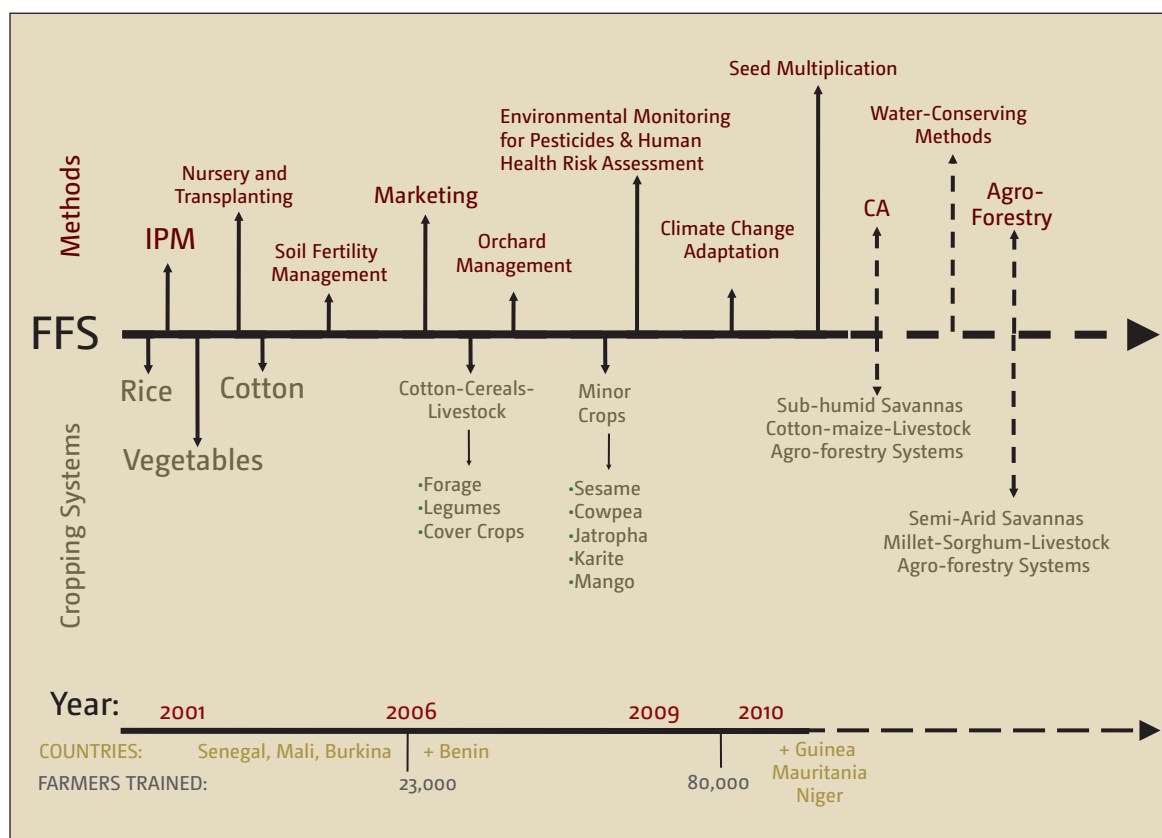 Methods
Seed Multiplication
Environmental Monitoring
for Pesticides & Human
Health Risk Assessment
Water-Conserving
Methods
Nursery and
Transplanting
Marketing
CA
Agro-
Forestry
IPM
Soil Fertility
Management
Orchard
Management
Climate Change
Adaptation
FFS
Cropping Systems
Rice
Vegetables
Cotton
Cotton-Cereals-
Livestock
•Forage
•Legumes
•Cover Crops
Minor
Crops
•Sesame
•Cowpea
•Jatropha
•Karite
•Mango
Sub-humid Savannas
Cotton-maize-Livestock
Agro-forestry Systems
Semi-Arid Savannas
Millet-Sorghum-Livestock
Agro-forestry Systems
Year: 2001 2006 2009 2010
COUNTRIES: Senegal, Mali, Burkina + Benin + Guinea
Mauritania
Niger
FARMERS TRAINED: 23,000 80,000